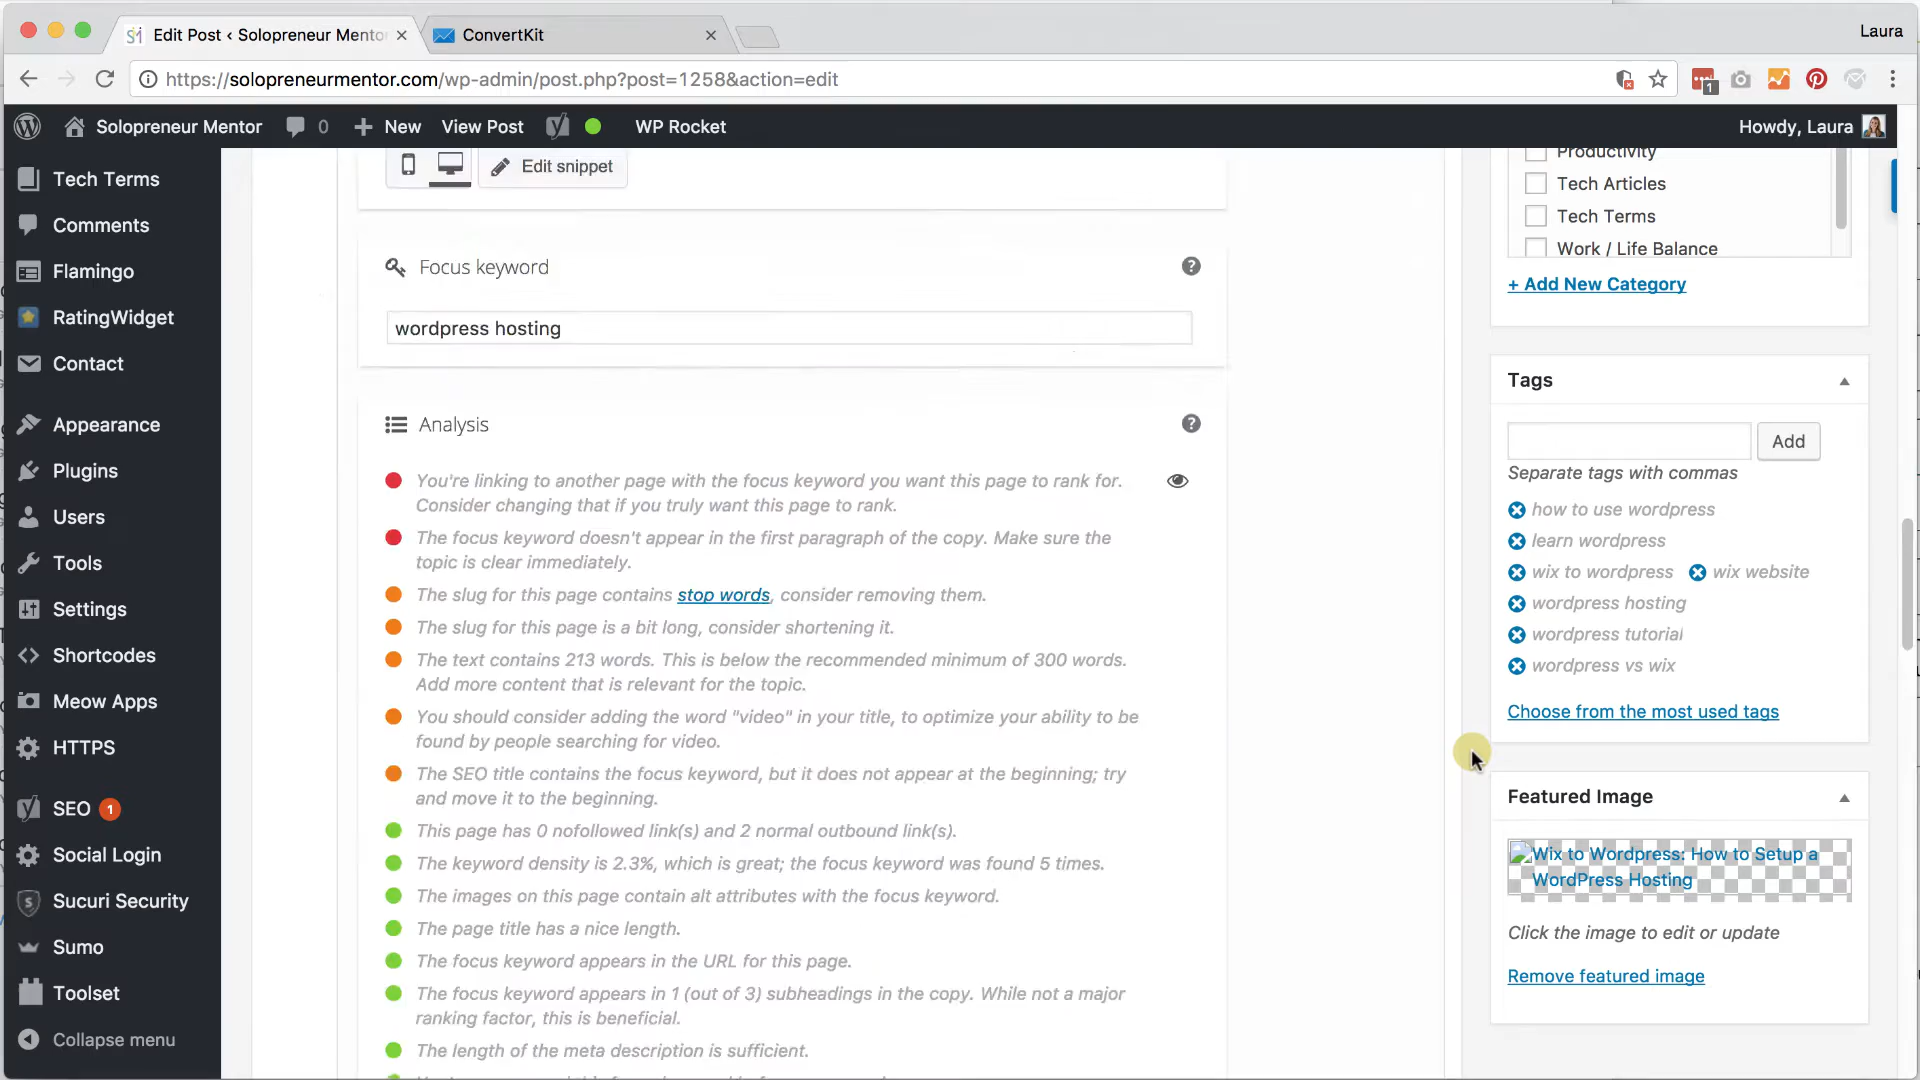 Laura
Edit Post ‹ Solopreneur Mento
ConvertKit
https://solopreneurmentor.com/wp-admin/post.php?post=1258&action=edit
1
Solopreneur Mentor
0
New
View Post
WP Rocket
Howdy, Laura
Tech Terms
Comments
Flamingo
RatingWidget
Contact
Appearance
Plugins
Users
Tools
Settings
Shortcodes
Meow Apps
HTTPS
SEO 1
Social Login
Sucuri Security
Sumo
Toolset
Collapse menu
Edit snippet
Focus keyword
wordpress hosting
Analysis
You're linking to another page with the focus keyword you want this page to rank for.
Consider changing that if you truly want this page to rank.
The focus keyword doesn't appear in the first paragraph of the copy. Make sure the
topic is clear immediately.
The slug for this page contains stop words, consider removing them.
The slug for this page is a bit long, consider shortening it.
The text contains 213 words. This is below the recommended minimum of 300 words.
Add more content that is relevant for the topic.
You should consider adding the word "video" in your title, to optimize your ability to be
found by people searching for video.
The SEO title contains the focus keyword, but it does not appear at the beginning; try
and move it to the beginning.
This page has 0 nofollowed link(s) and 2 normal outbound link(s).
The keyword density is 2.3%, which is great; the focus keyword was found 5 times.
The images on this page contain alt attributes with the focus keyword.
The page title has a nice length.
The focus keyword appears in the URL for this page.
The focus keyword appears in 1 (out of 3) subheadings in the copy. While not a major
ranking factor, this is beneficial.
The length of the meta description is sufficient.
Productivity
Tech Articles
Tech Terms
Work / Life Balance
+ Add New Category
Tags
Add
Separate tags with commas
how to use wordpress
learn wordpress
wix to wordpress
wix website
wordpress hosting
wordpress tutorial
wordpress vs wix
Choose from the most used tags
Featured Image
Wix to Wordpress: How to Setup a
WordPress Hosting
Click the image to edit or update
Remove featured image